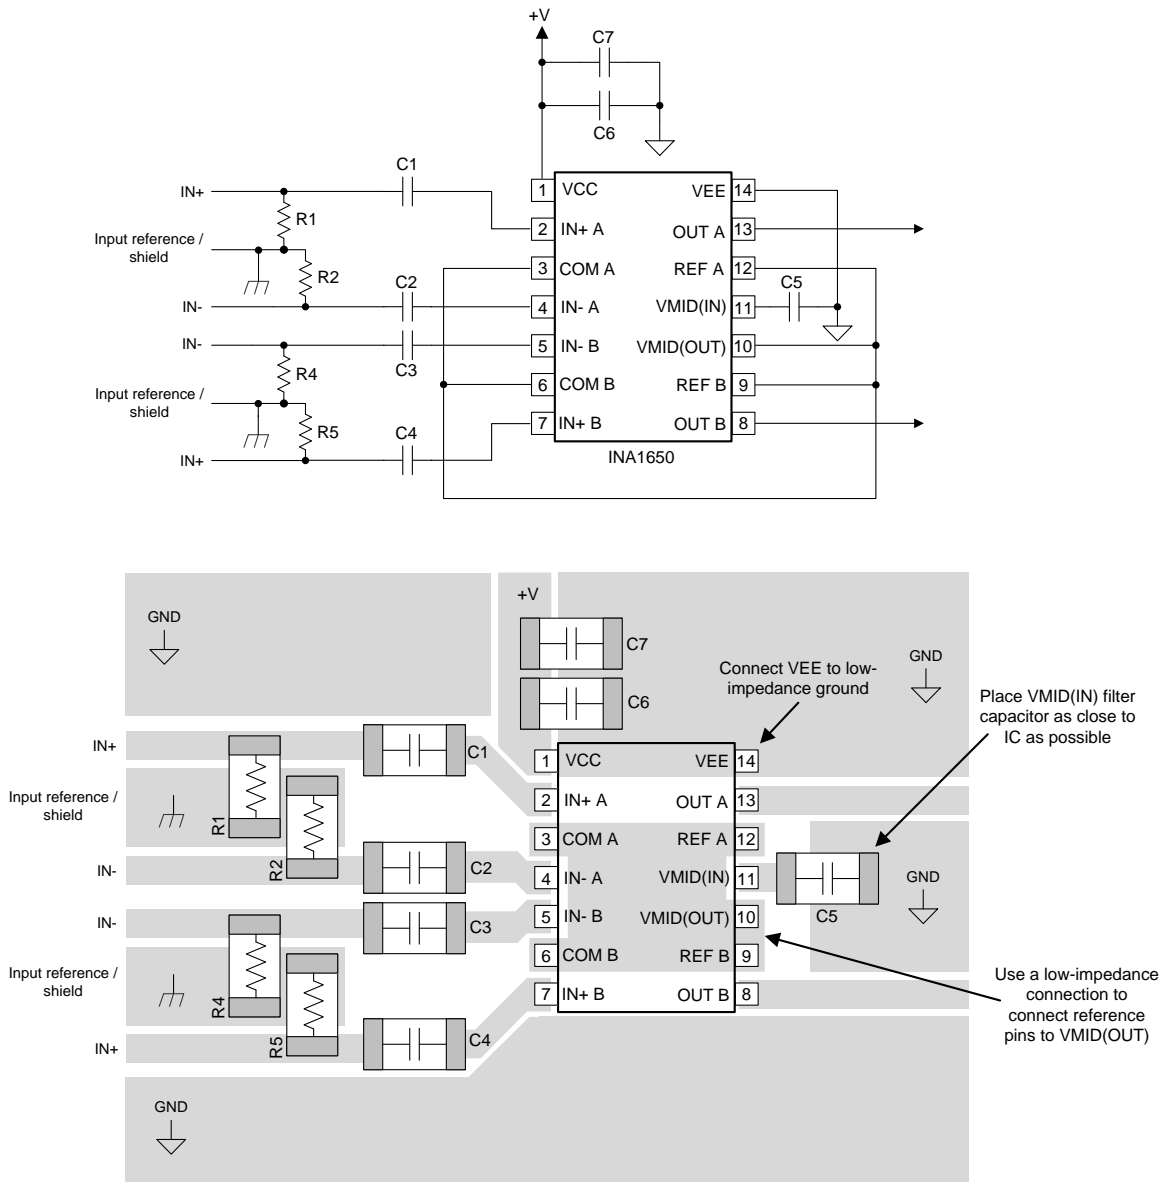 +V
C7
C6
C1
IN+
R1
Input reference /
shield
R2
C2
IN-
IN-
C3
R4
Input reference /
shield
R5
C4
IN+
1 VCC
2 IN+ A
3 COM A
4 IN- A
5 IN- B
6 COM B
7 IN+ B
VEE 14
OUT A 13
REF A 12
VMID(IN) 11
VMID(OUT) 10
REF B 9
OUT B 8
C5
INA1650
GND
+V
C7
C6
Connect VEE to low-
impedance ground
GND
Place VMID(IN) filter
capacitor as close to
IC as possible
IN+
C1
Input reference /
shield
R1
R2
IN-
C2
IN-
C3
Input reference /
shield
R4
R5
IN+
C4
1 VCC
2 IN+ A
3 COM A
4 IN- A
5 IN- B
6 COM B
7 IN+ B
VEE 14
OUT A 13
REF A 12
VMID(IN) 11
VMID(OUT) 10
REF B 9
OUT B 8
C5
GND
Use a low-impedance
connection to
connect reference
pins to VMID(OUT)
GND